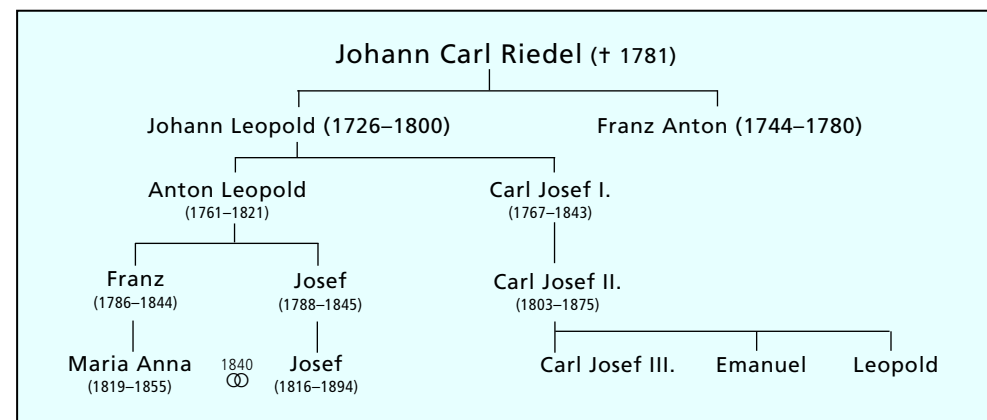 Johann Carl Riedel († 1781)
Johann Leopold (1726–1800) Franz Anton (1744–1780)
Anton Leopold Carl Josef I.
(1761–1821) (1767–1843)
Franz Josef Carl Josef II.
(1786–1844) (1788–1845) (1803–1875)
Maria Anna 1840 Josef Carl Josef III. Emanuel Leopold
(1819–1855) (1816–1894)